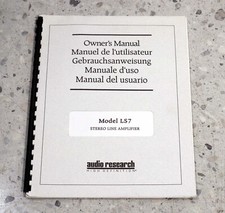 Owner's Manual
Manuel de l'utilisateur
Gebrauchsanweisung
Manuale d'uso
Manual del usuario
Model LS7
STEREO LINE AMPLIFIER
audio research
HIGH DEFINITION